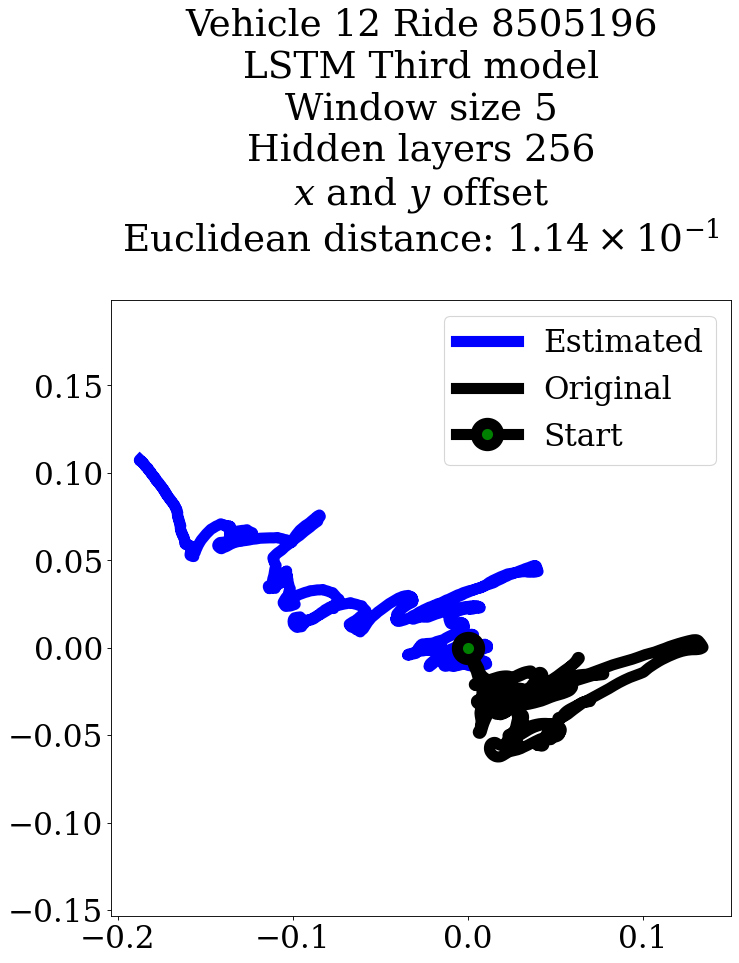 Vehicle 12 Ride 8505196
LSTM Third model
Window size 5
Hidden layers 256
x and y offset
Euclidean distance: 1.14 × 10⁻¹
Estimated
Original
Start
0.15
0.10
0.05
0.00
−0.05
−0.10
−0.15
−0.2
−0.1
0.0
0.1